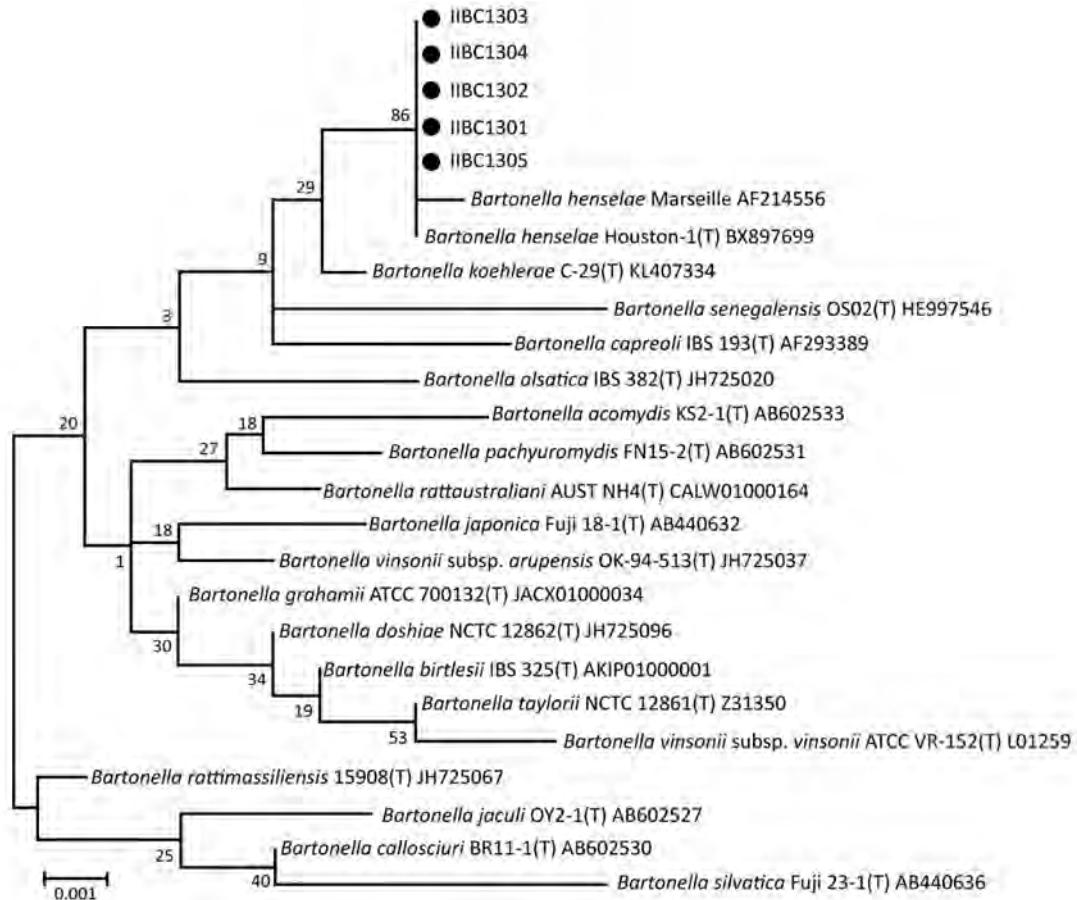 IIBC1303
IIBC1304
IIBC1302
86
IIBC1301
IIBC1305
29
Bartonella henselae Marseille AF214556
Bartonella henselae Houston-1(T) BX897699
9
Bartonella koehlerae C-29(T) KL407334
Bartonella senegalensis OS02(T) HE997546
3
Bartonella capreoli IBS 193(T) AF293389
Bartonella alsatica IBS 382(T) JH725020
20
18
Bartonella acomydis KS2-1(T) AB602533
27
Bartonella pachyuromydis FN15-2(T) AB602531
Bartonella rattaustraliani AUST NH4(T) CALW01000164
18
Bartonella japonica Fuji 18-1(T) AB440632
1
Bartonella vinsonii subsp. arupensis OK-94-513(T) JH725037
Bartonella grahamii ATCC 700132(T) JACX01000034
30
Bartonella doshiae NCTC 12862(T) JH725096
34
Bartonella birtlesii IBS 325(T) AKIP01000001
19
Bartonella taylorii NCTC 12861(T) Z31350
53
Bartonella vinsonii subsp. vinsonii ATCC VR-152(T) L01259
Bartonella rattimassiliensis 15908(T) JH725067
Bartonella jaculi OY2-1(T) AB602527
25
Bartonella callosciuri BR11-1(T) AB602530
40
Bartonella silvatica Fuji 23-1(T) AB440636
0.001